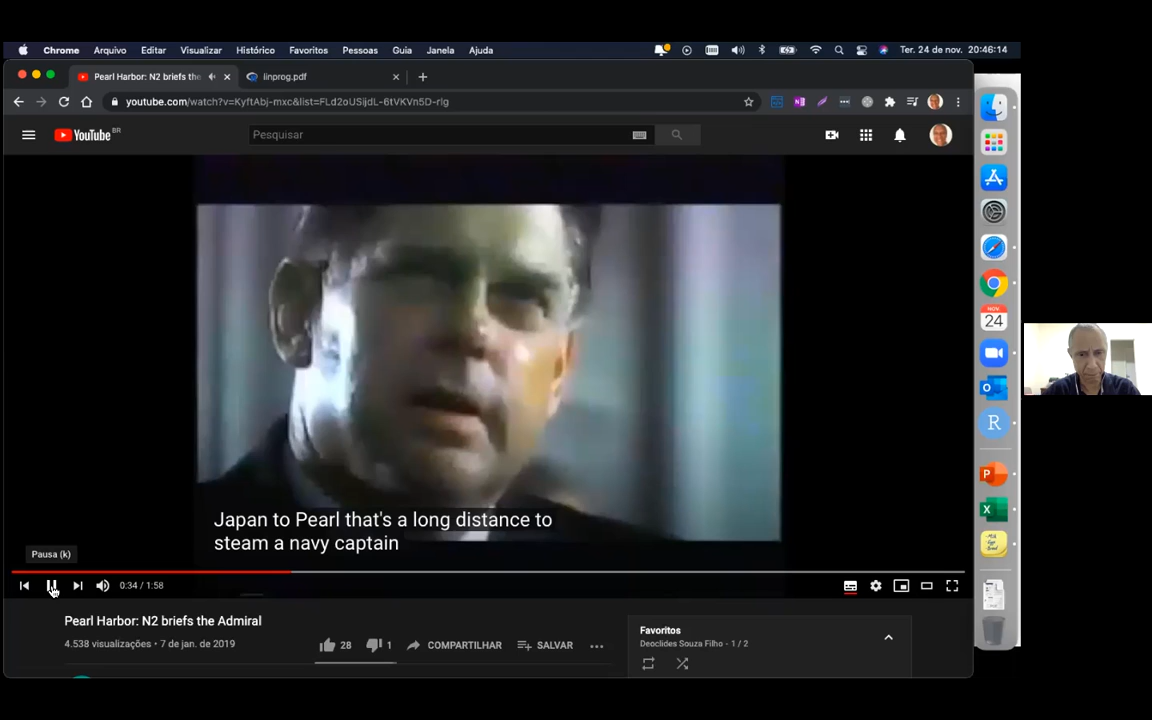 Chrome Arquivo Editar Visualizar Histórico Favoritos Pessoas Guia Janela Ajuda Ter. 24 de nov. 20:46:14
Pearl Harbor: N2 briefs the
linprog.pdf
youtube.com/watch?v=KyftAbj-mxc&list=FLd2oUSijdL-6tVKVn5D-rlg
YouTube BR
Pesquisar
NOV.
24
Japan to Pearl that's a long distance to
steam a navy captain
Pausa (k)
0:34 / 1:58
Pearl Harbor: N2 briefs the Admiral
4.538 visualizações • 7 de jan. de 2019
28 1 COMPARTILHAR SALVAR
Favoritos
Deoclides Souza Filho - 1 / 2